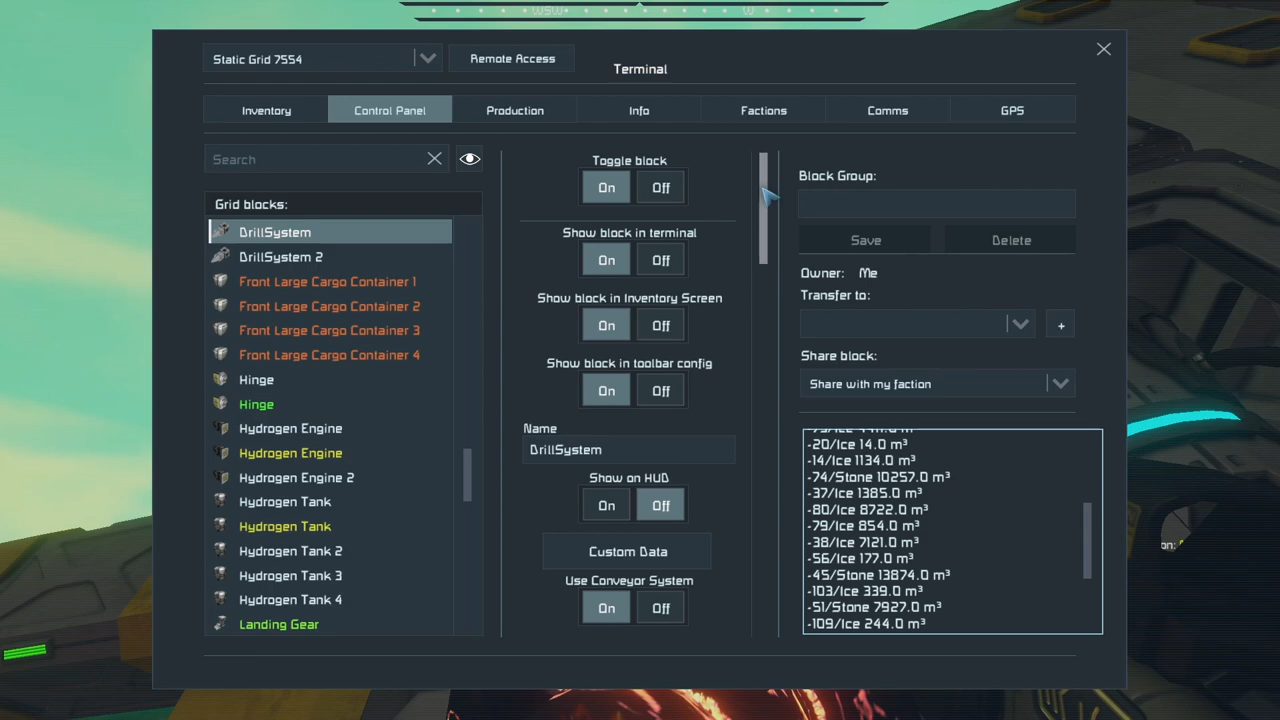 WSW
W
Static Grid 7554
Remote Access
Terminal
Inventory
Control Panel
Production
Info
Factions
Comms
GPS
Search
Grid blocks:
DrillSystem
DrillSystem 2
Front Large Cargo Container 1
Front Large Cargo Container 2
Front Large Cargo Container 3
Front Large Cargo Container 4
Hinge
Hinge
Hydrogen Engine
Hydrogen Engine
Hydrogen Engine 2
Hydrogen Tank
Hydrogen Tank
Hydrogen Tank 2
Hydrogen Tank 3
Hydrogen Tank 4
Landing Gear
Toggle block
On Off
Show block in terminal
On Off
Show block in Inventory Screen
On Off
Show block in toolbar config
On Off
Name
DrillSystem
Show on HUD
On Off
Custom Data
Use Conveyor System
On Off
Block Group:
Save
Delete
Owner: Me
Transfer to:
+
Share block:
Share with my faction
-20/Ice 14.0 m³
-14/Ice 1134.0 m³
-74/Stone 10257.0 m³
-37/Ice 1385.0 m³
-80/Ice 8722.0 m³
-79/Ice 854.0 m³
-38/Ice 7121.0 m³
-56/Ice 177.0 m³
-45/Stone 13874.0 m³
-103/Ice 339.0 m³
-51/Stone 7927.0 m³
-109/Ice 244.0 m³